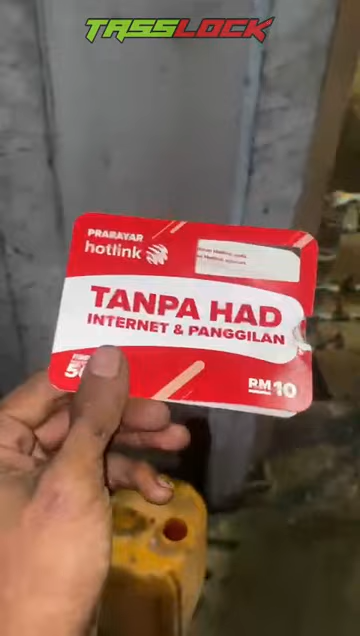 TASSLOCK
PRABAYAR
hotlink
TANPA HAD
INTERNET & PANGGILAN
RM10